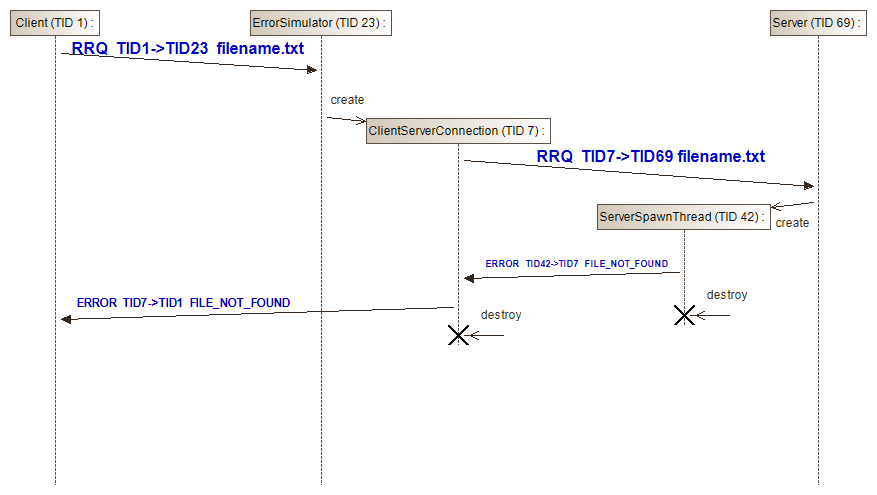 Client (TID 1) :
ErrorSimulator (TID 23) :
Server (TID 69) :
RRQ TID1->TID23 filename.txt
create
ClientServerConnection (TID 7) :
RRQ TID7->TID69 filename.txt
ServerSpawnThread (TID 42) :
create
ERROR TID42->TID7 FILE_NOT_FOUND
destroy
ERROR TID7->TID1 FILE_NOT_FOUND
destroy